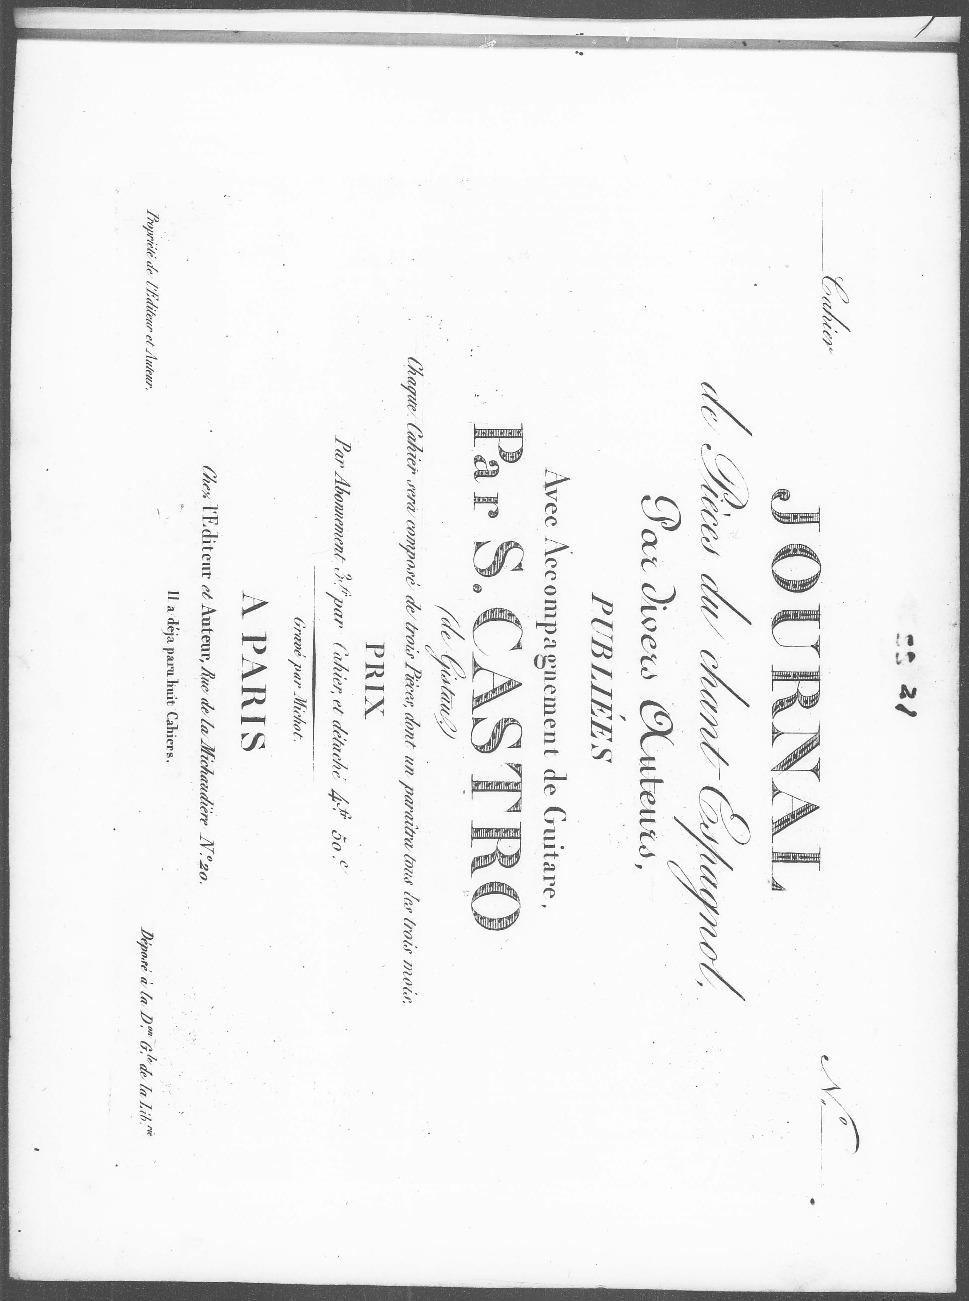 21
Cahier
N.º
JOURNAL
de Pièces du chant Espagnol,
Par divers Auteurs,
PUBLIÉES
Avec Accompagnement de Guitare,
Par S. CASTRO
(de Gistau)
Chaque Cahier sera composé de trois Pièces, dont un paraitra tous les trois mois.
PRIX
Par Abonnement 3.fr par Cahier, et détaché 4.fr 50.c
Gravé par Michot.
A PARIS
Chez l'Editeur et Auteur, Rue de la Michaudière N.º 20.
Il a déja paru huit Cahiers.
Propriété de l'Editeur et Auteur.
Déposé à la D.on G.le de la Lib.rie